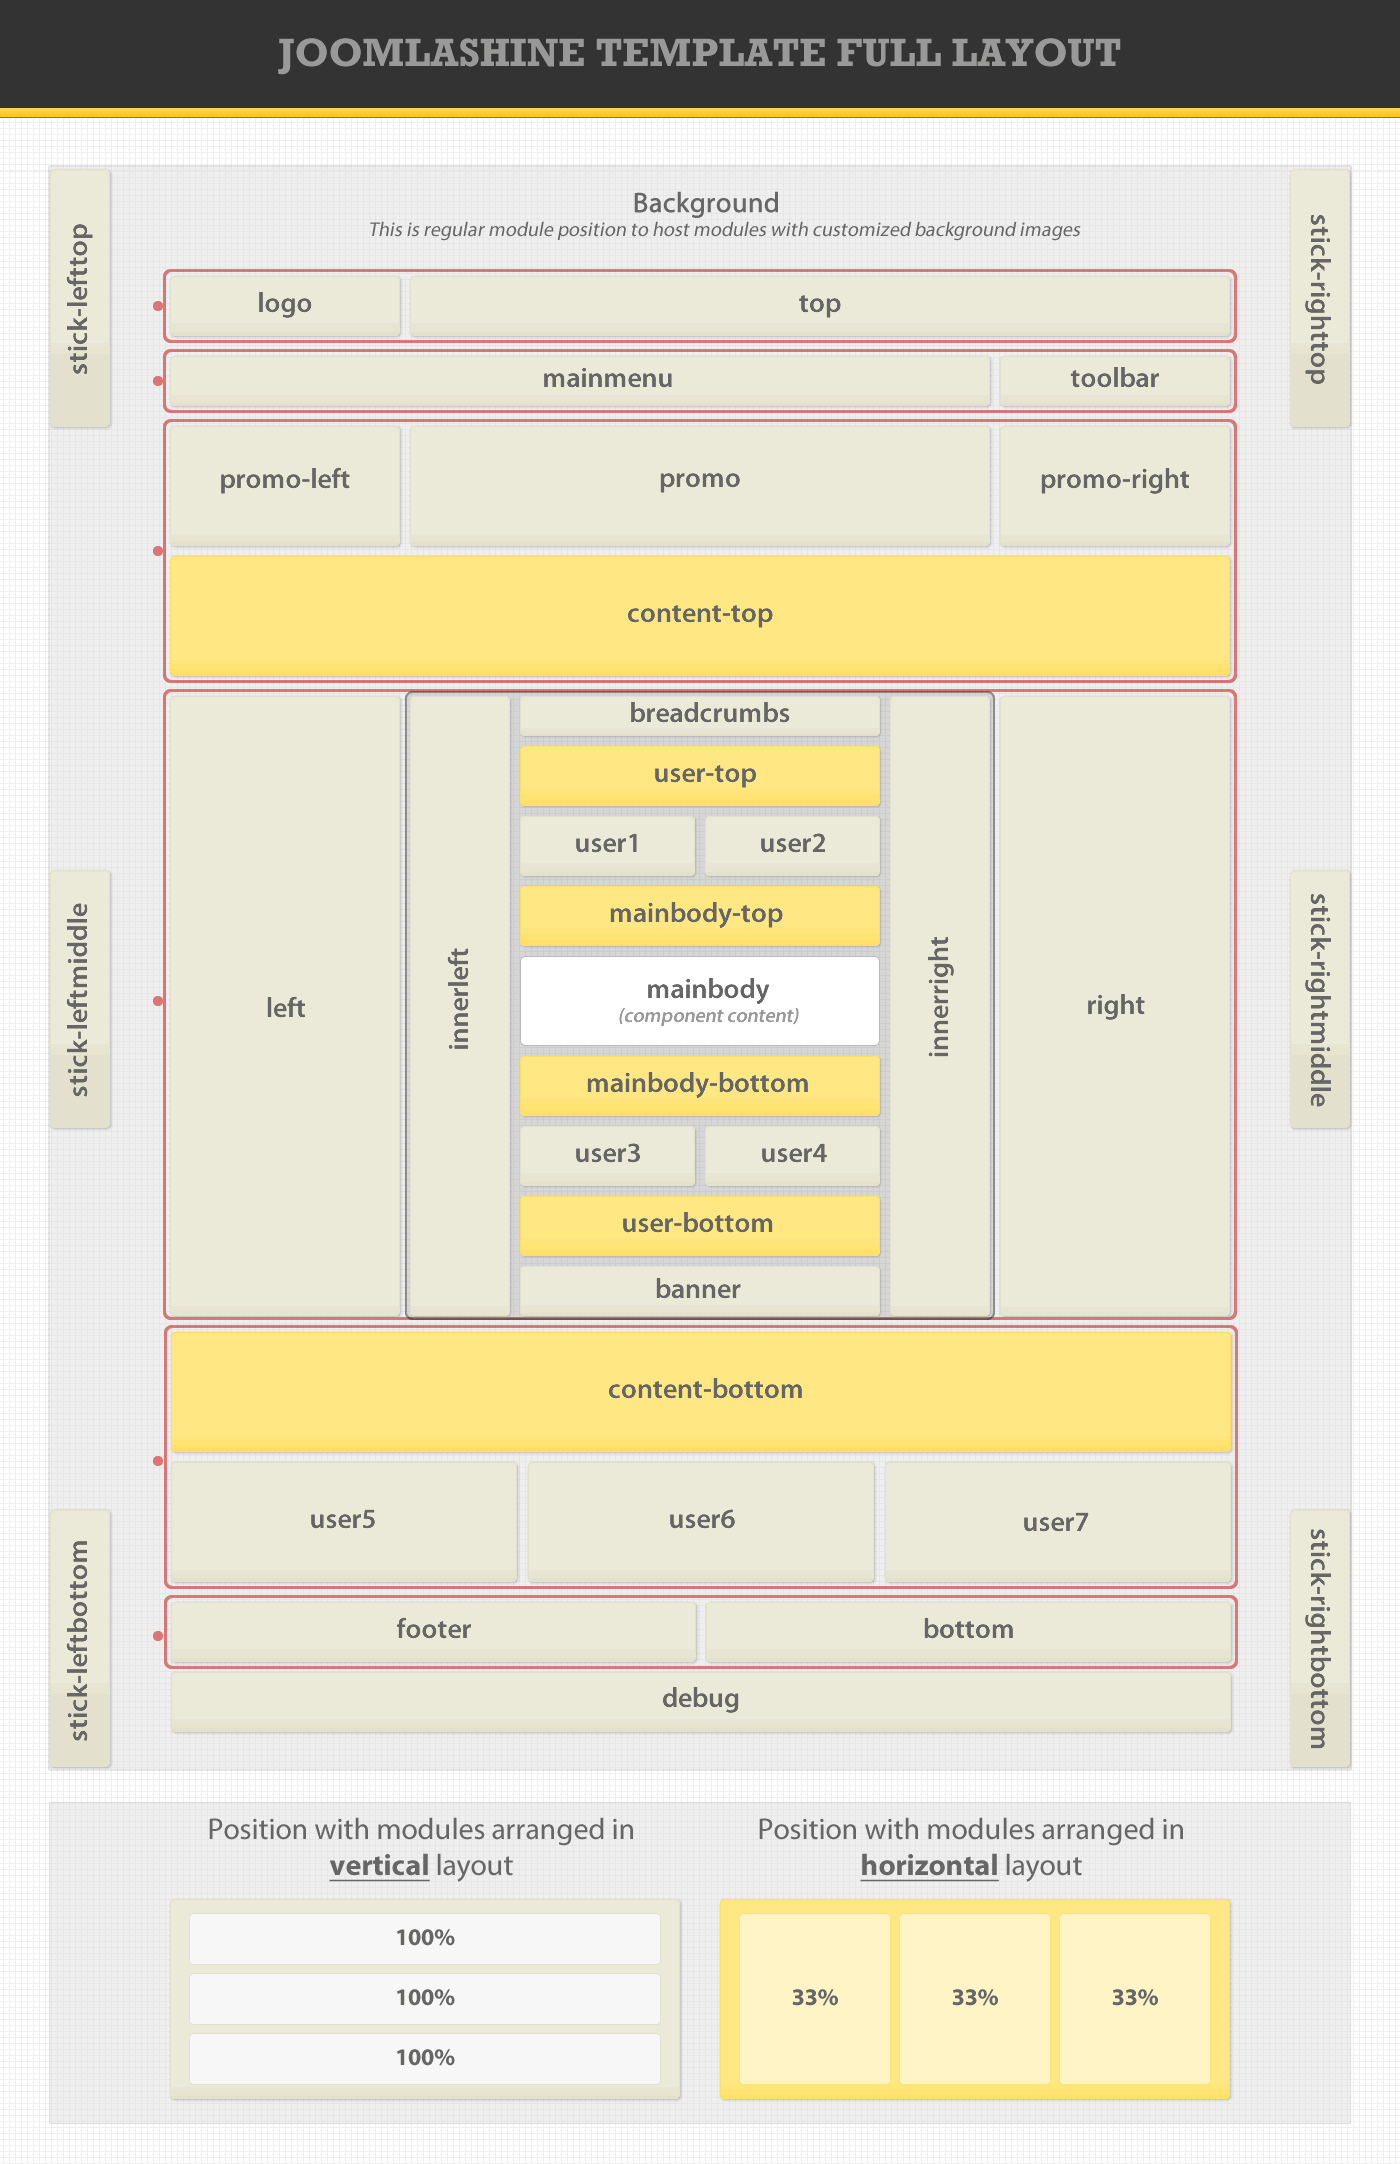 JOOMLASHINE TEMPLATE FULL LAYOUT
Background
This is regular module position to host modules with customized background images
stick-lefttop
stick-righttop
logo
top
mainmenu
toolbar
promo-left
promo
promo-right
content-top
stick-leftmiddle
left
innerleft
breadcrumbs
user-top
user1
user2
mainbody-top
mainbody
(component content)
mainbody-bottom
user3
user4
user-bottom
banner
innerright
right
stick-rightmiddle
content-bottom
user5
user6
user7
stick-leftbottom
footer
bottom
stick-rightbottom
debug
Position with modules arranged in
vertical layout
100%
100%
100%
Position with modules arranged in
horizontal layout
33%
33%
33%